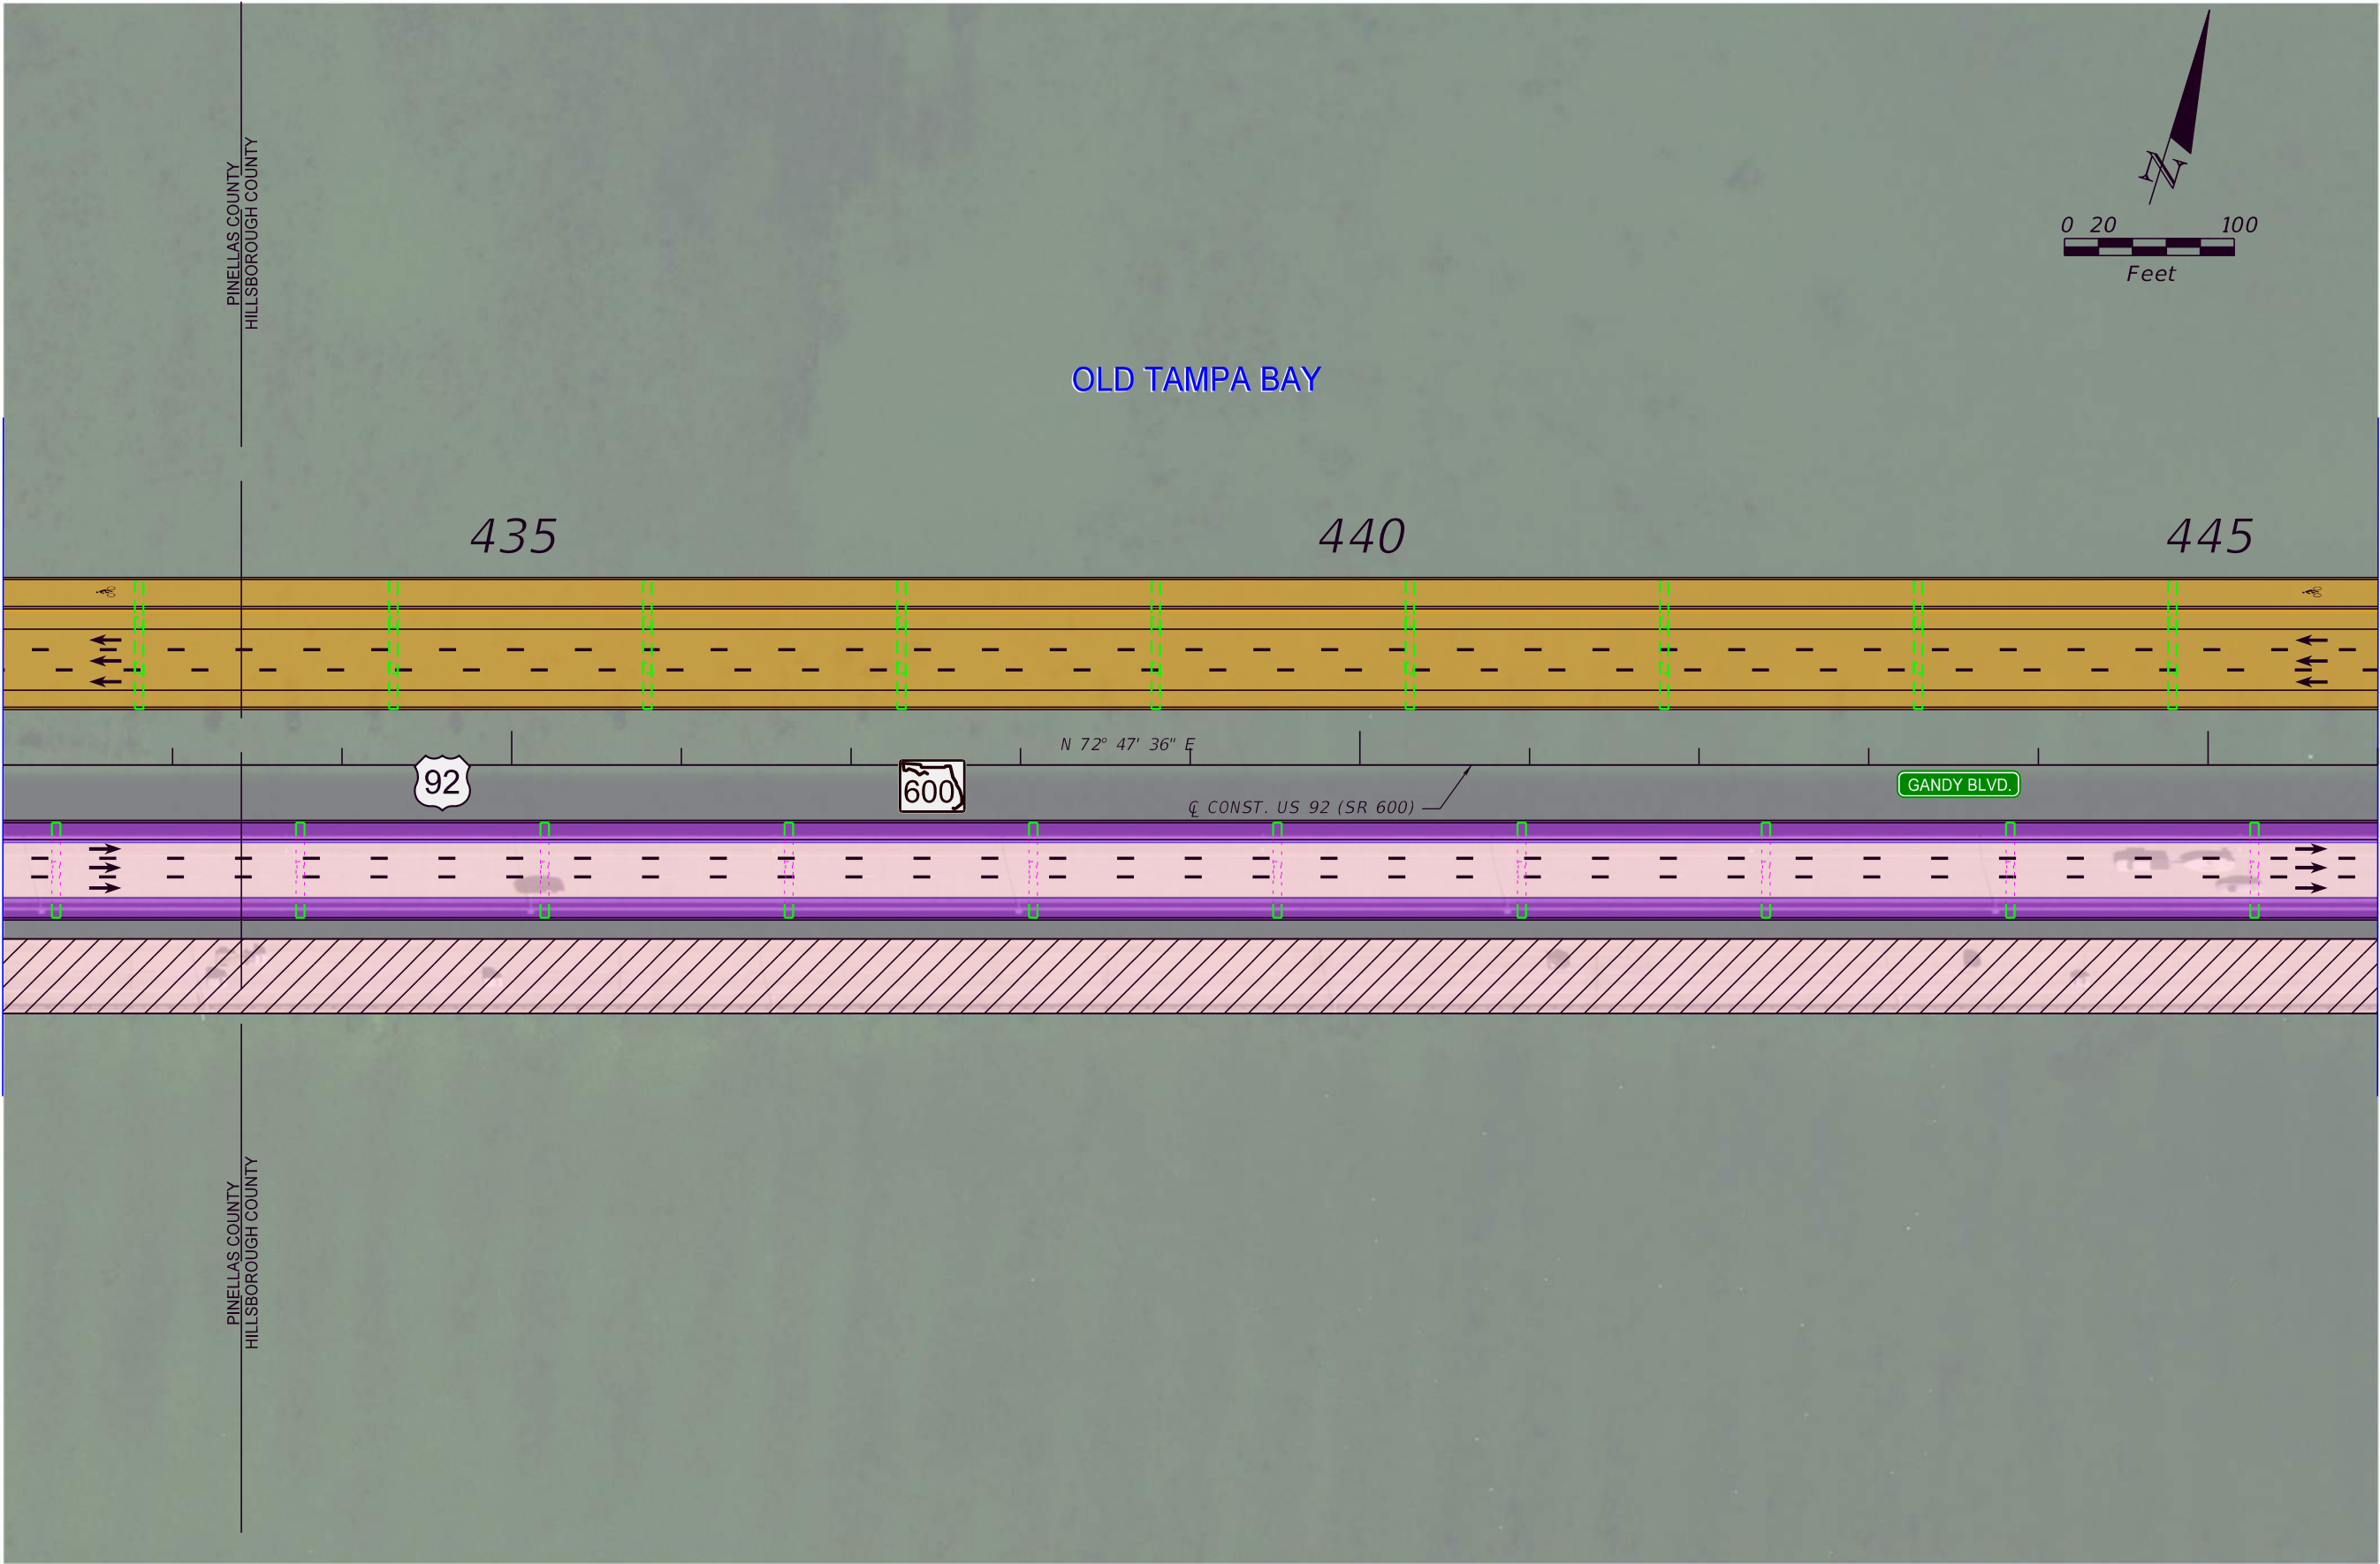 PINELLAS COUNTY
HILLSBOROUGH COUNTY
N
0 20 100
Feet
OLD TAMPA BAY
435 440 445
N 72° 47' 36" E
92
600
GANDY BLVD.
℄ CONST. US 92 (SR 600)
PINELLAS COUNTY
HILLSBOROUGH COUNTY